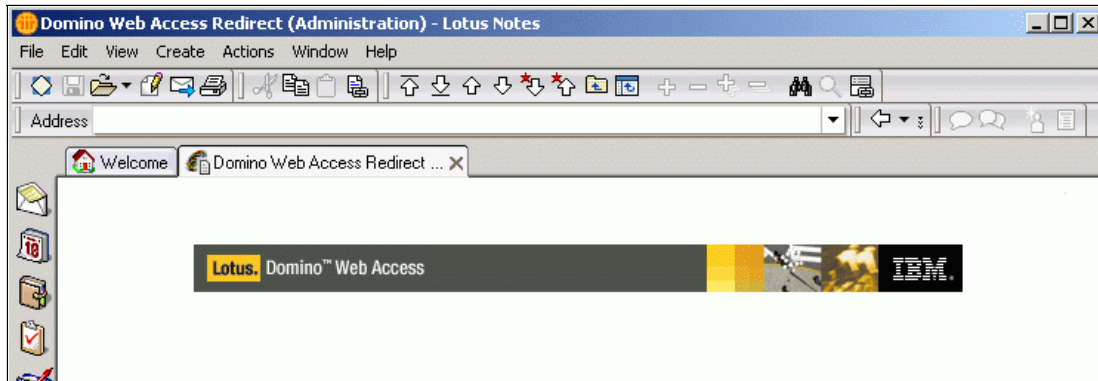 Domino Web Access Redirect (Administration) - Lotus Notes
File Edit View Create Actions Window Help
Address
Welcome Domino Web Access Redirect ...
10
Lotus. Domino™ Web Access IBM.